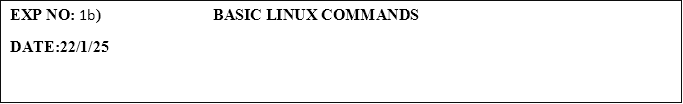 EXP NO: 1b) BASIC LINUX COMMANDS
DATE:22/1/25